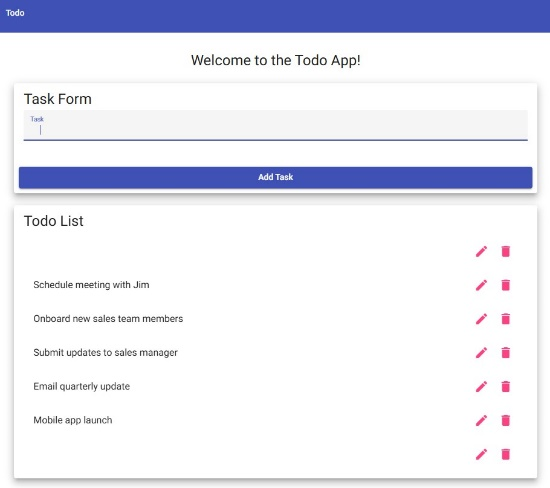 Todo
Welcome to the Todo App!
Task Form
Task
Add Task
Todo List
Schedule meeting with Jim
Onboard new sales team members
Submit updates to sales manager
Email quarterly update
Mobile app launch